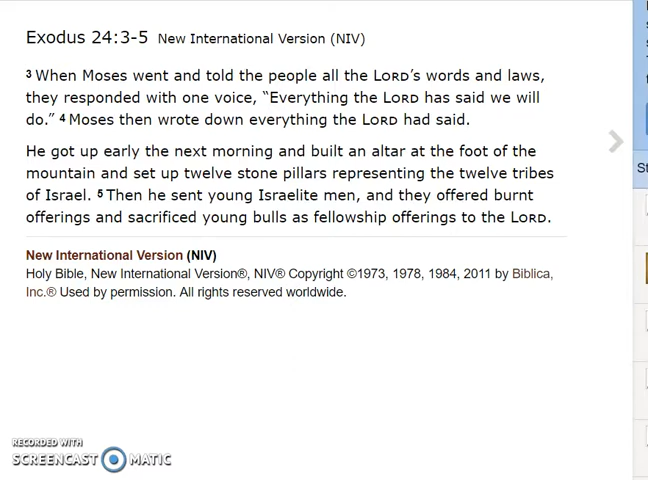 Exodus 24:3-5 New International Version (NIV)
3 When Moses went and told the people all the LORD’s words and laws,
they responded with one voice, “Everything the LORD has said we will
do.” 4 Moses then wrote down everything the LORD had said.
He got up early the next morning and built an altar at the foot of the
mountain and set up twelve stone pillars representing the twelve tribes
of Israel. 5 Then he sent young Israelite men, and they offered burnt
offerings and sacrificed young bulls as fellowship offerings to the LORD.
New International Version (NIV)
Holy Bible, New International Version®, NIV® Copyright ©1973, 1978, 1984, 2011 by Biblica,
Inc.® Used by permission. All rights reserved worldwide.
RECORDED WITH
SCREENCAST MATIC